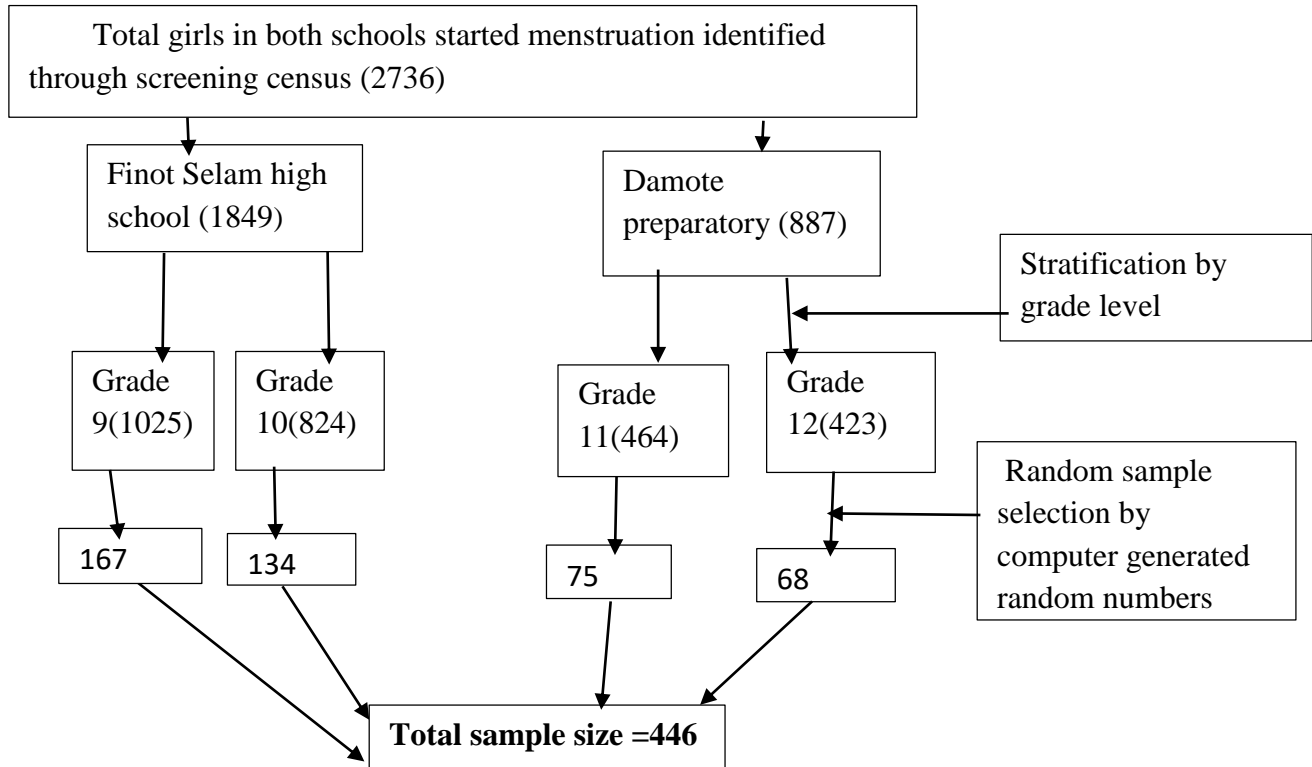 Total girls in both schools started menstruation identified
through screening census (2736)
Finot Selam high
school (1849)
Damote
preparatory (887)
Stratification by
grade level
Grade
9(1025)
Grade
10(824)
Grade
11(464)
Grade
12(423)
Random sample
selection by
computer generated
random numbers
167
134
75
68
Total sample size =446